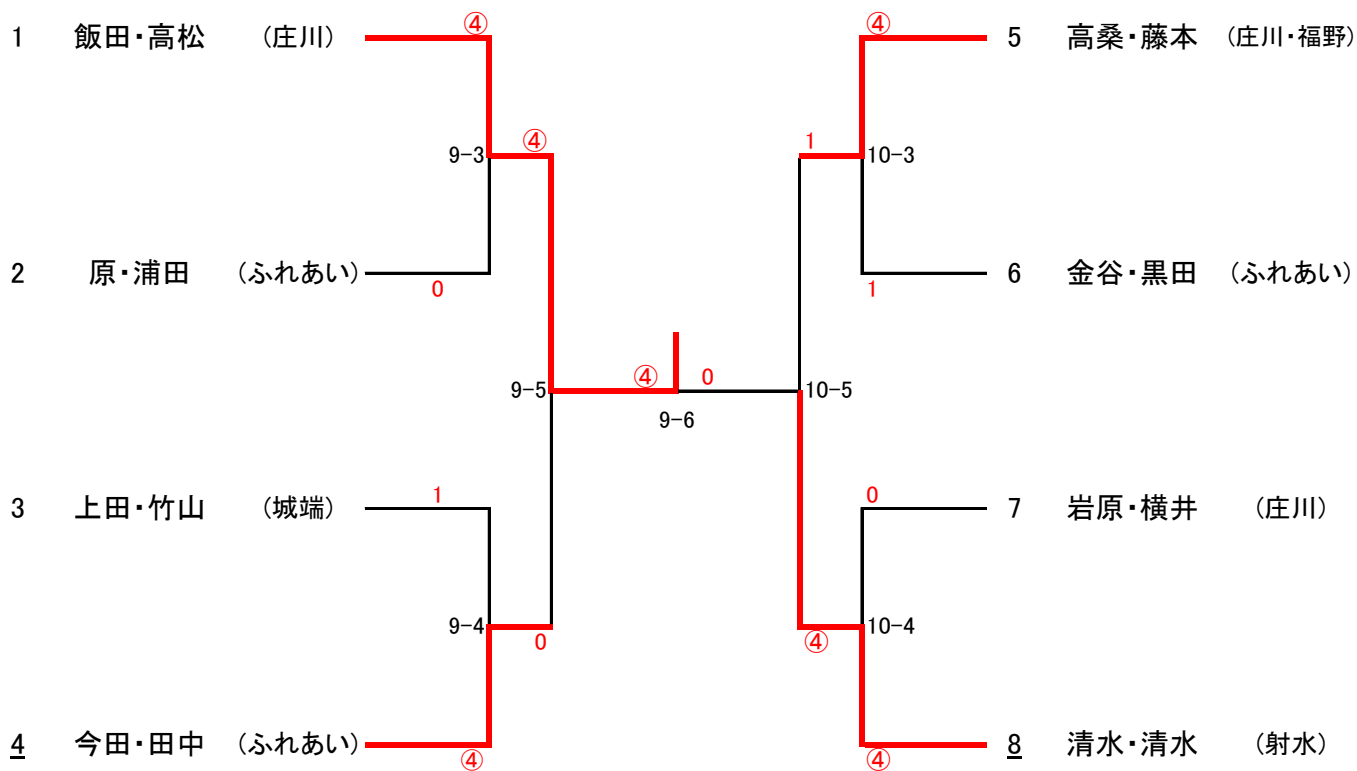 1 飯田・高松 (庄川) ④ ④ 5 高桑・藤本 (庄川・福野)
9-3 ④ 1 10-3
2 原・浦田 (ふれあい) 0 1 6 金谷・黒田 (ふれあい)
9-5 ④ 0 10-5
9-6
3 上田・竹山 (城端) 1 0 7 岩原・横井 (庄川)
9-4 0 ④ 10-4
4 今田・田中 (ふれあい) ④ ④ 8 清水・清水 (射水)